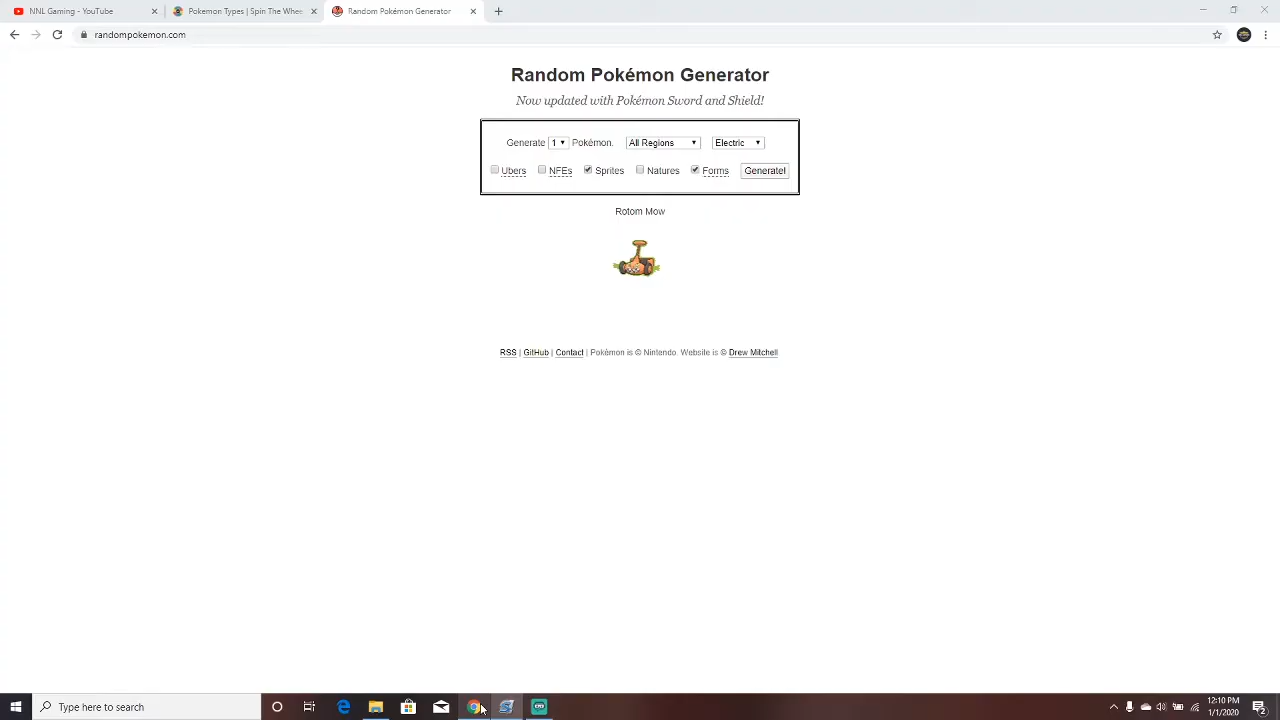 NNL Gaming - YouTube
Pokemon Types | Spin The Whee
Random Pokémon Generator
randompokemon.com
Random Pokémon Generator
Now updated with Pokémon Sword and Shield!
Generate 1 Pokémon. All Regions Electric
Ubers NFEs Sprites Natures Forms Generate!
Rotom Mow
RSS | GitHub | Contact | Pokémon is © Nintendo. Website is © Drew Mitchell
Type here to search
12:10 PM
1/1/2020
2